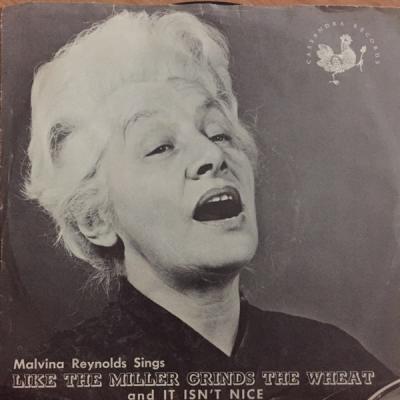 CASSANDRA RECORDS
Malvina Reynolds Sings
LIKE THE MILLER GRINDS THE WHEAT
and IT ISN'T NICE